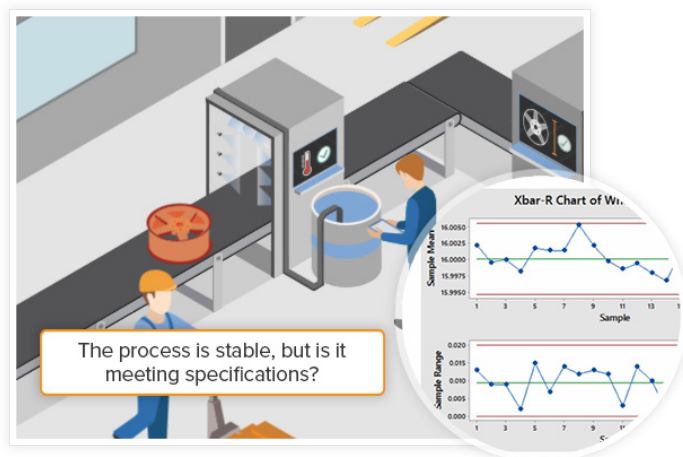 The process is stable, but is it
meeting specifications?
Xbar-R Chart of
Sample Mean
16.0050
16.0025
16.0000
15.9975
15.9950
1 3 5 7 9 11 13
Sample
Sample Range
0.020
0.015
0.010
0.005
0.000
1 3 5 7 9 11 13